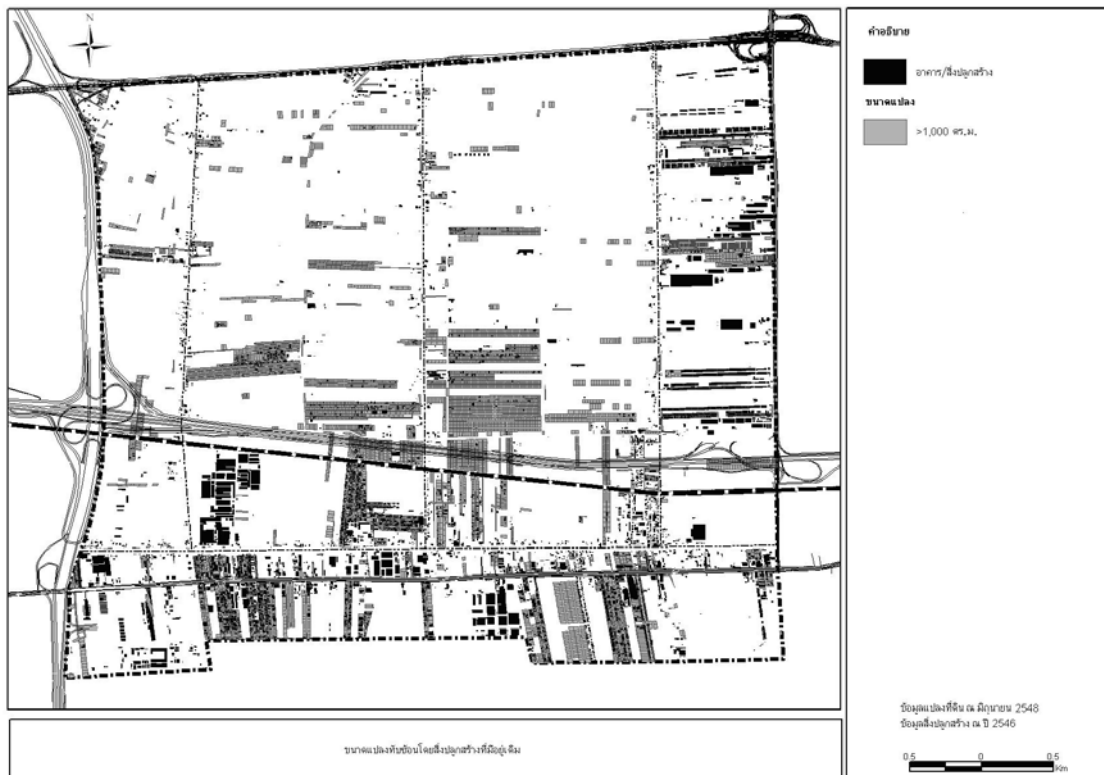 N
คำอธิบาย
อาคาร/สิ่งปลูกสร้าง
ขนาดแปลง
>1,000 ตร.ม.
ข้อมูลแปลงที่ดิน ณ มิถุนายน 2548
ข้อมูลสิ่งปลูกสร้าง ณ ปี 2546
0.5 0 0.5
Km
ขนาดแปลงทับซ้อนโดยสิ่งปลูกสร้างที่มีอยู่เดิม